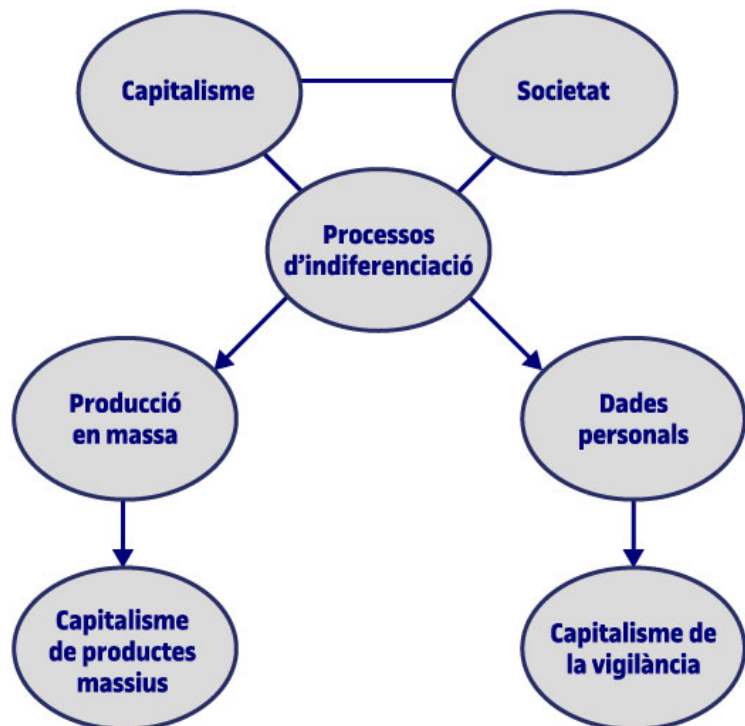 Capitalisme
Societat
Processos
d’indiferenciació
Producció
en massa
Dades
personals
Capitalisme
de productes
massius
Capitalisme de
la vigilància